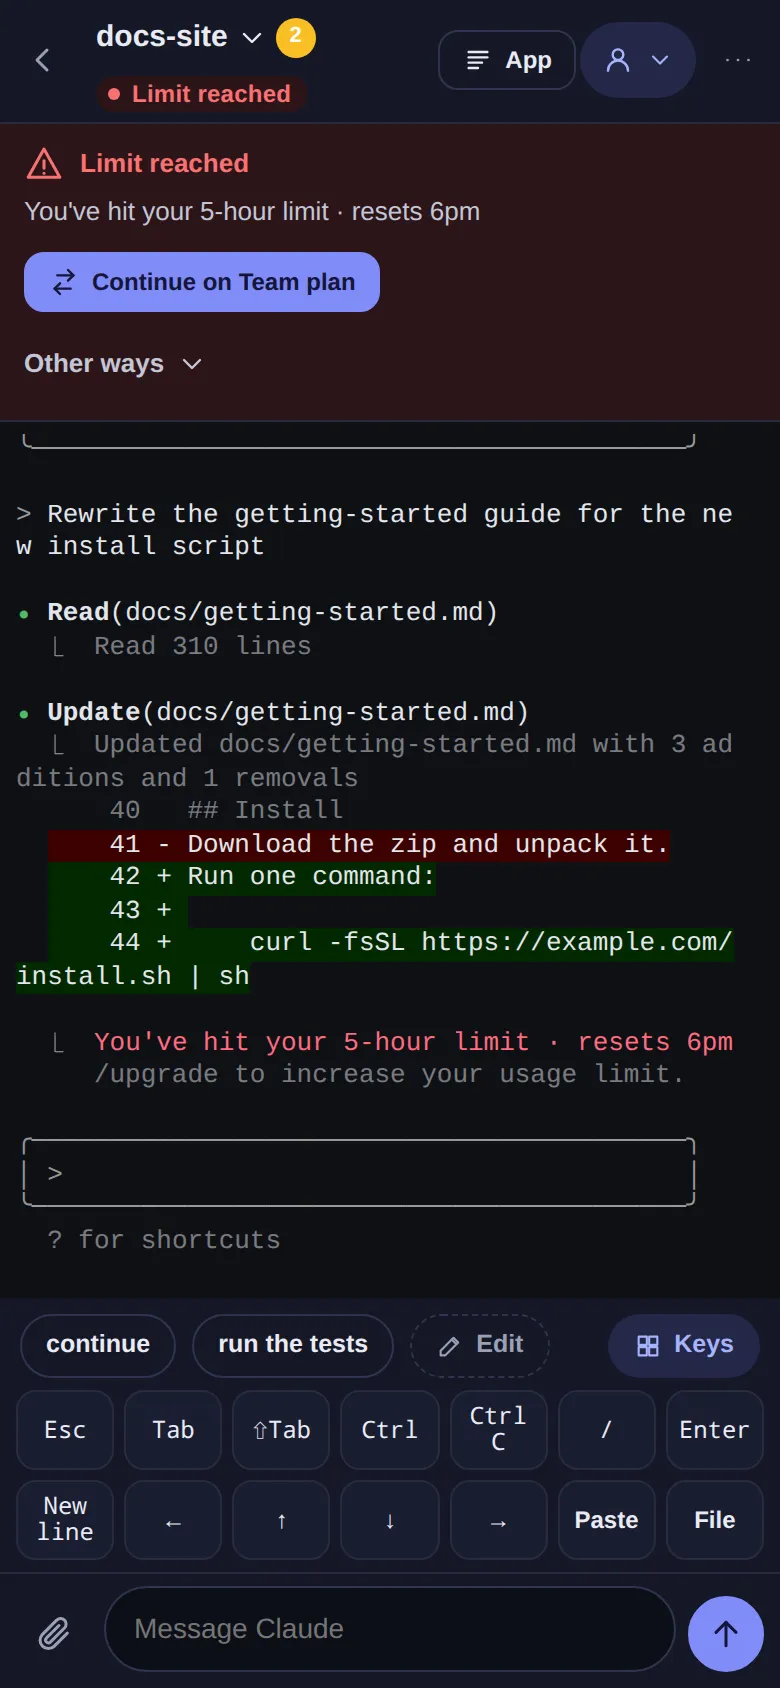 docs-site 2
Limit reached
App
...
Limit reached
You've hit your 5-hour limit · resets 6pm
Continue on Team plan
Other ways
> Rewrite the getting-started guide for the ne
w install script
● Read(docs/getting-started.md)
⎿  Read 310 lines
● Update(docs/getting-started.md)
⎿  Updated docs/getting-started.md with 3 ad
ditions and 1 removals
40   ## Install
41 - Download the zip and unpack it.
42 + Run one command:
43 +
44 +     curl -fsSL https://example.com/
install.sh | sh
⎿  You've hit your 5-hour limit · resets 6pm
/upgrade to increase your usage limit.
>
? for shortcuts
continue run the tests Edit Keys
Esc Tab ⇧Tab Ctrl Ctrl C / Enter
New line ← ↑ ↓ → Paste File
Message Claude